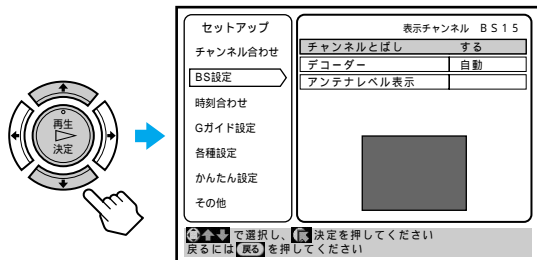 再生
決定
セットアップ
チャンネル合わせ
BS設定
時刻合わせ
Gガイド設定
各種設定
かんたん設定
その他
表示チャンネル BS15
チャンネルとばし する
デコーダー 自動
アンテナレベル表示
で選択し、 決定を押してください
戻るには 戻る を押してください